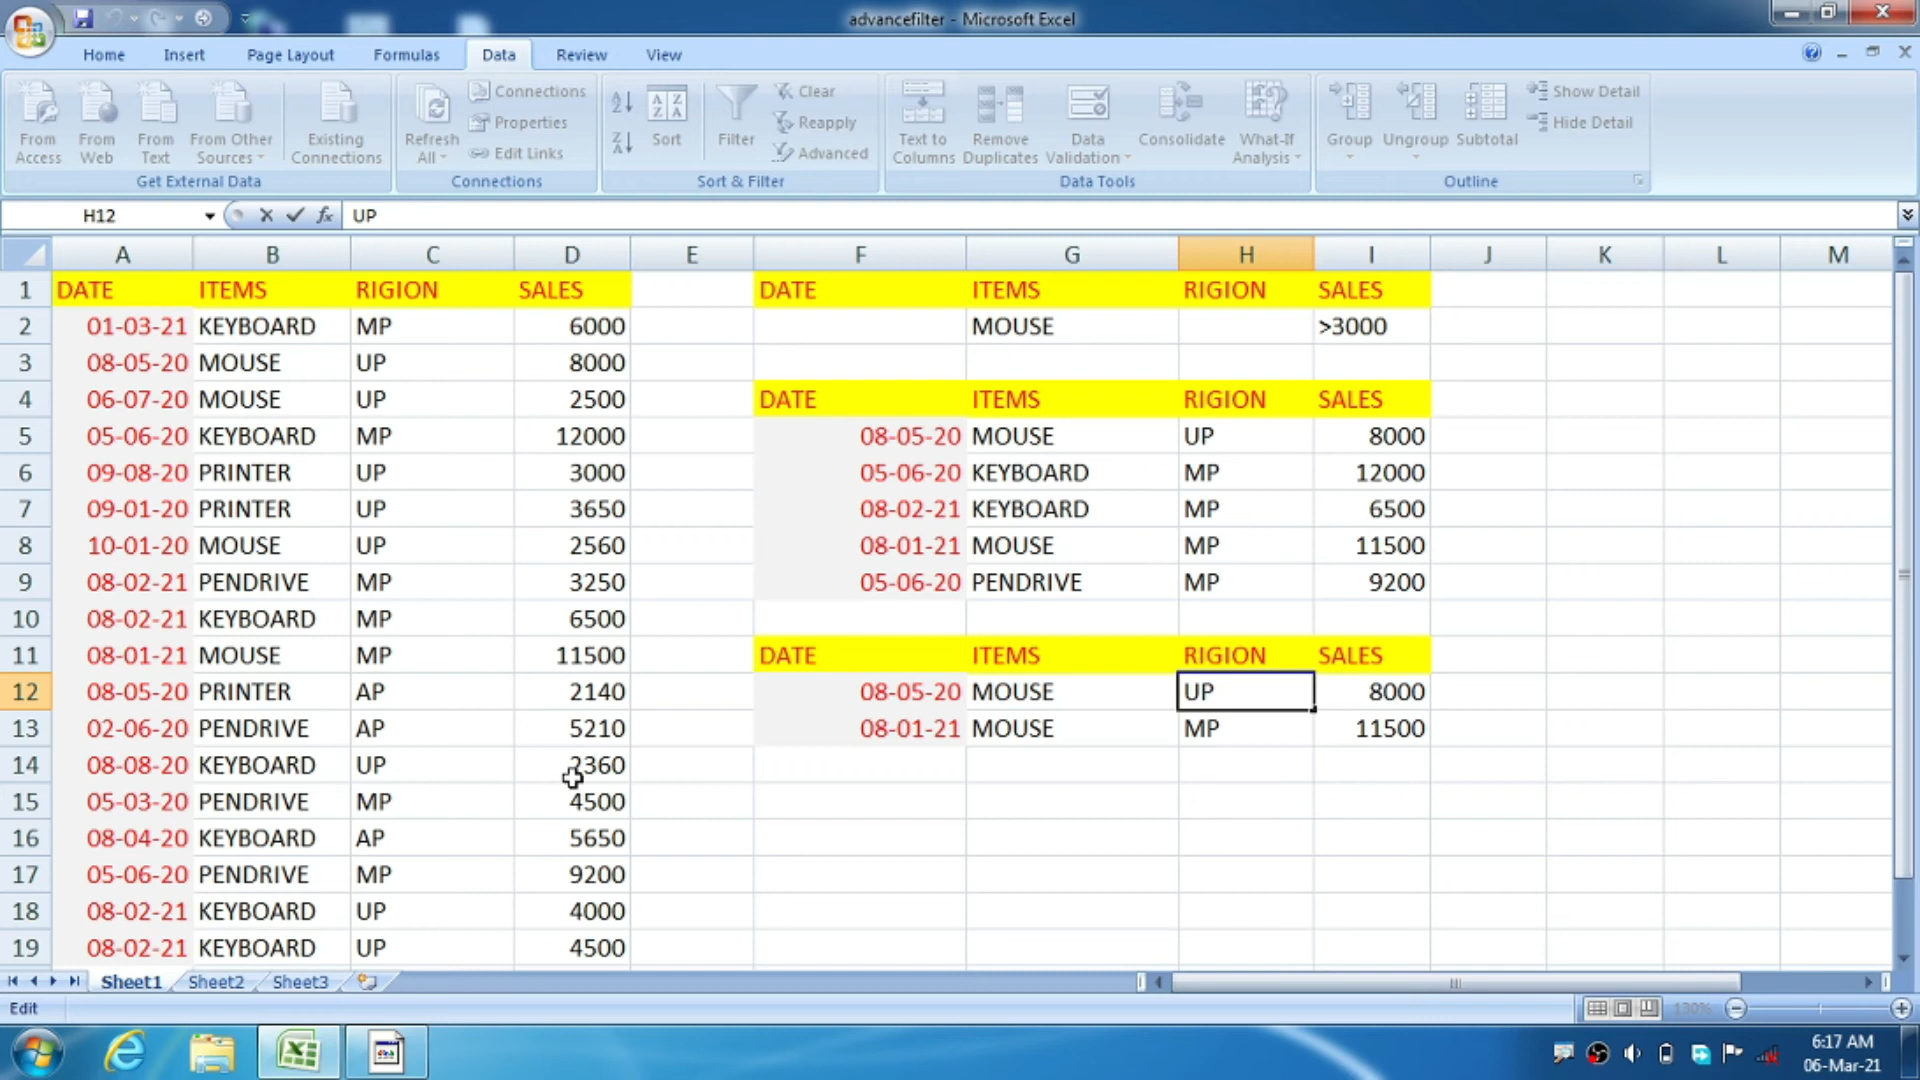 advancefilter - Microsoft Excel
Home Insert Page Layout Formulas Data Review View
From Access From Web From Text From Other Sources Existing Connections
Get External Data
Refresh All Connections Properties Edit Links
Connections
Sort Filter Clear Reapply Advanced
Sort & Filter
Text to Columns Remove Duplicates Data Validation Consolidate What-If Analysis
Data Tools
Group Ungroup Subtotal Show Detail Hide Detail
Outline
H12 fx UP
A B C D E F G H I J K L M
1 DATE ITEMS RIGION SALES DATE ITEMS RIGION SALES
2 01-03-21 KEYBOARD MP 6000 MOUSE >3000
3 08-05-20 MOUSE UP 8000
4 06-07-20 MOUSE UP 2500 DATE ITEMS RIGION SALES
5 05-06-20 KEYBOARD MP 12000 08-05-20 MOUSE UP 8000
6 09-08-20 PRINTER UP 3000 05-06-20 KEYBOARD MP 12000
7 09-01-20 PRINTER UP 3650 08-02-21 KEYBOARD MP 6500
8 10-01-20 MOUSE UP 2560 08-01-21 MOUSE MP 11500
9 08-02-21 PENDRIVE MP 3250 05-06-20 PENDRIVE MP 9200
10 08-02-21 KEYBOARD MP 6500
11 08-01-21 MOUSE MP 11500 DATE ITEMS RIGION SALES
12 08-05-20 PRINTER AP 2140 08-05-20 MOUSE UP 8000
13 02-06-20 PENDRIVE AP 5210 08-01-21 MOUSE MP 11500
14 08-08-20 KEYBOARD UP 2360
15 05-03-20 PENDRIVE MP 4500
16 08-04-20 KEYBOARD AP 5650
17 05-06-20 PENDRIVE MP 9200
18 08-02-21 KEYBOARD UP 4000
19 08-02-21 KEYBOARD UP 4500
Sheet1 Sheet2 Sheet3
Edit 130%
6:17 AM
06-Mar-21